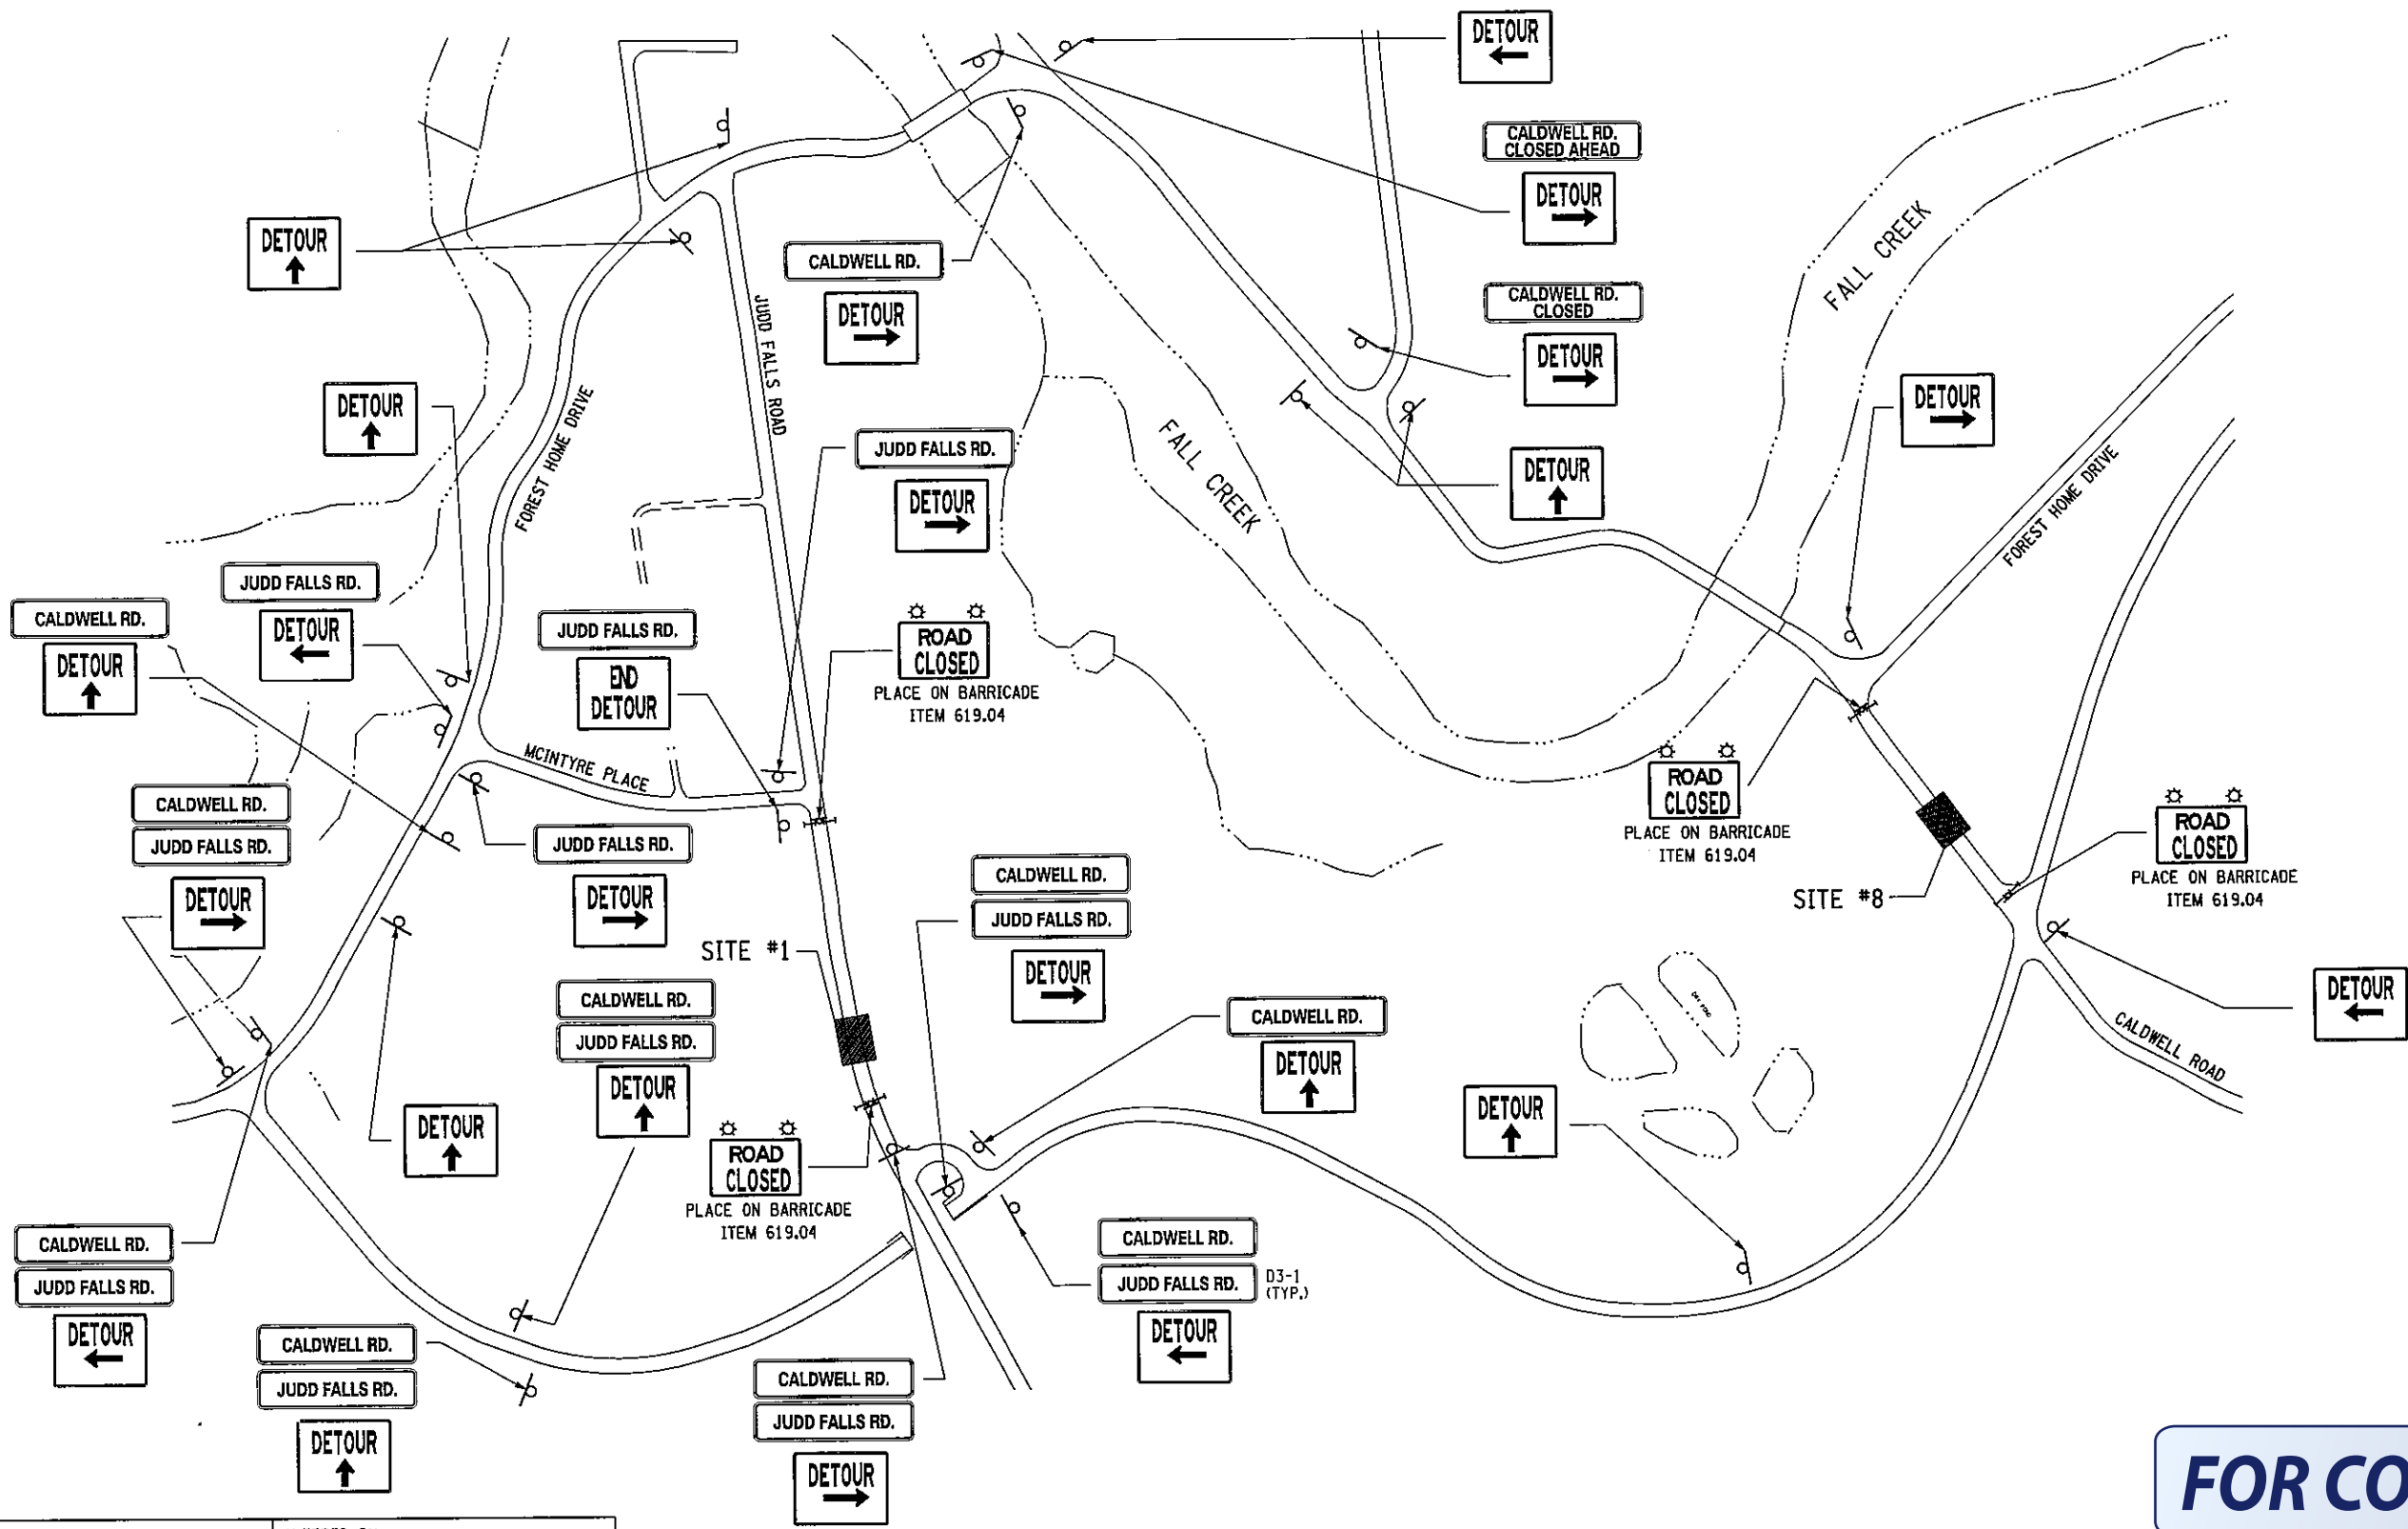 DETOUR
CALDWELL RD.
CLOSED AHEAD
DETOUR
DETOUR
CALDWELL RD.
DETOUR
FALL CREEK
CALDWELL RD.
CLOSED
DETOUR
JUDD FALLS ROAD
DETOUR
FOREST HOME DRIVE
JUDD FALLS RD.
DETOUR
FALL CREEK
DETOUR
DETOUR
FOREST HOME DRIVE
JUDD FALLS RD.
DETOUR
CALDWELL RD.
DETOUR
JUDD FALLS RD.
END
DETOUR
ROAD
CLOSED
PLACE ON BARRICADE
ITEM 619.04
MCINTYRE PLACE
ROAD
CLOSED
PLACE ON BARRICADE
ITEM 619.04
ROAD
CLOSED
PLACE ON BARRICADE
ITEM 619.04
CALDWELL RD.
JUDD FALLS RD.
DETOUR
JUDD FALLS RD.
DETOUR
CALDWELL RD.
JUDD FALLS RD.
DETOUR
SITE #8
SITE #1
CALDWELL RD.
JUDD FALLS RD.
DETOUR
CALDWELL RD.
DETOUR
DETOUR
CALDWELL ROAD
DETOUR
DETOUR
ROAD
CLOSED
PLACE ON BARRICADE
ITEM 619.04
CALDWELL RD.
JUDD FALLS RD.
DETOUR
CALDWELL RD.
JUDD FALLS RD.
D3-1
(TYP.)
DETOUR
CALDWELL RD.
JUDD FALLS RD.
DETOUR
CALDWELL RD.
JUDD FALLS RD.
DETOUR
FOR CO